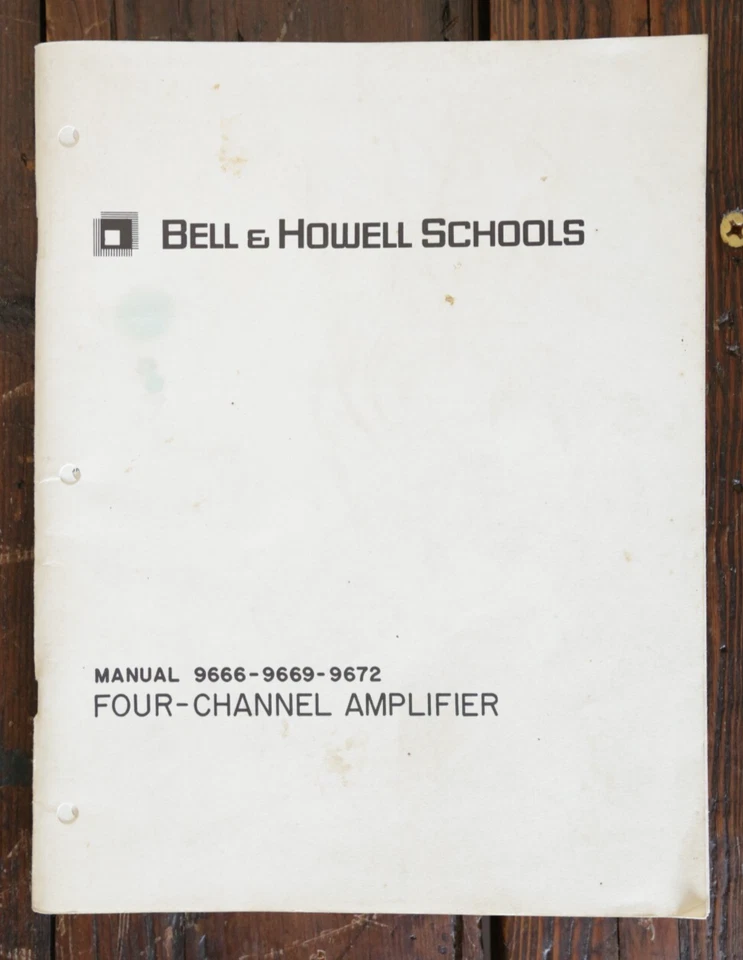 BELL & HOWELL SCHOOLS
MANUAL 9666-9669-9672
FOUR-CHANNEL AMPLIFIER